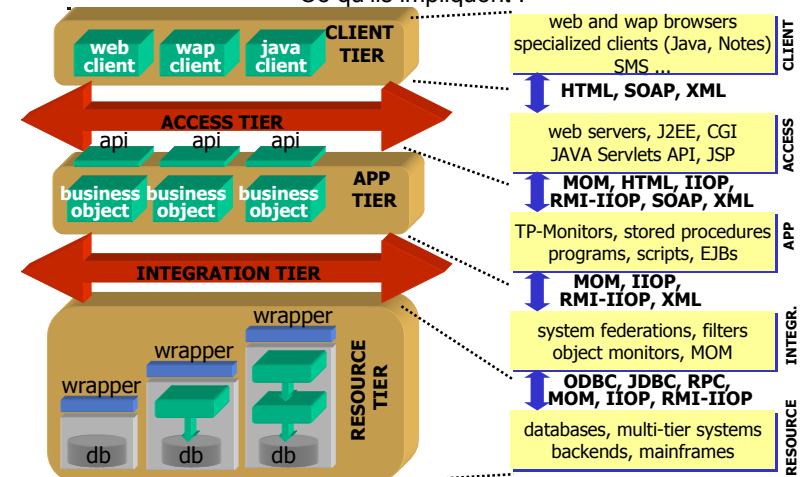 Ce qu'ils impliquent :
CLIENT
TIER
web
client
wap
client
java
client
ACCESS TIER
api
api
api
APP
TIER
business
object
business
object
business
object
INTEGRATION TIER
wrapper
wrapper
wrapper
db
db
db
RESOURCE
TIER
web and wap browsers
specialized clients (Java, Notes)
SMS ...
CLIENT
HTML, SOAP, XML
web servers, J2EE, CGI
JAVA Servlets API, JSP
ACCESS
MOM, HTML, IIOP,
RMI-IIOP, SOAP, XML
TP-Monitors, stored procedures
programs, scripts, EJBs
APP
MOM, IIOP,
RMI-IIOP, XML
system federations, filters
object monitors, MOM
INTEGR.
ODBC, JDBC, RPC,
MOM, IIOP, RMI-IIOP
databases, multi-tier systems
backends, mainframes
RESOURCE